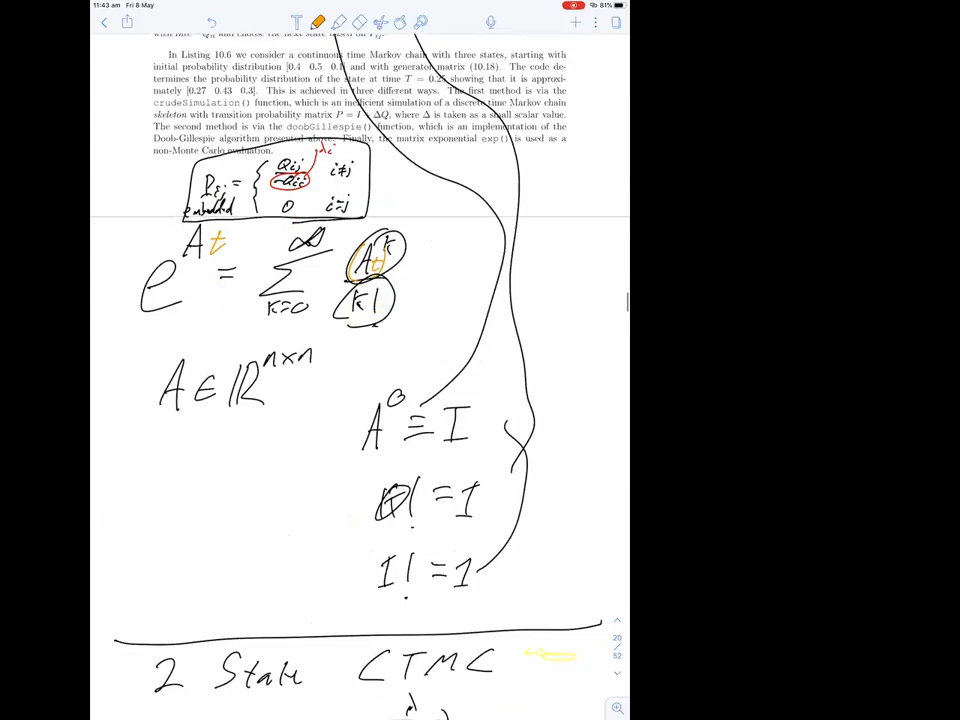 11:43 am Fri 8 May
81%
In Listing 10.6 we consider a continuous time Markov chain with three states, starting with
initial probability distribution [0.4 0.5 0.1] and with generator matrix (10.18). The code de-
termines the probability distribution of the state at time T = 0.25 showing that it is approxi-
mately [0.27 0.43 0.3]. This is achieved in three different ways. The first method is via the
crudeSimulation() function, which is an inefficient simulation of a discrete time Markov chain
skeleton with transition probability matrix P = I + ΔQ, where Δ is taken as a small scalar value.
The second method is via the doobGillespie() function, which is an implementation of the
Doob-Gillespie algorithm presented above. Finally, the matrix exponential exp() is used as a
non-Monte Carlo evaluation.
λi
Pij = { Qij / -Qii i≠j
embedded 0 i=j
e^At = ∑ k=0 ∞ (At)^k / k!
A ∈ ℝ^n×n
A^0 ≡ I
0! = 1
1! = 1
2 State CTMC
λ
20
/
52